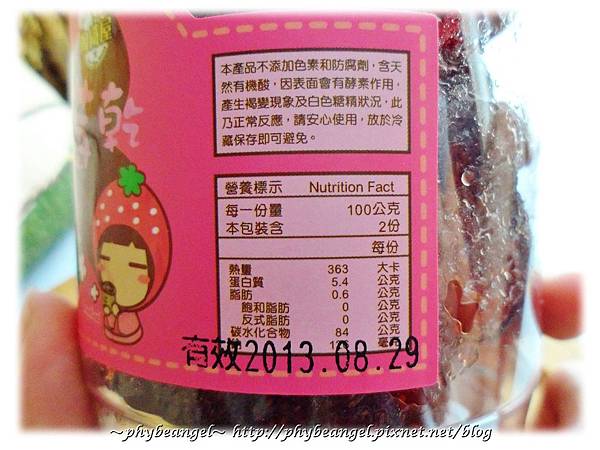 屋
乾
本產品不添加色素和防腐劑，含天
然有機酸，因表面會有酵素作用，
產生褐變現象及白色糖精狀況，此
乃正常反應，請安心使用，放於冷
藏保存即可避免。
營養標示 Nutrition Fact
每一份量 100公克
本包裝含 2份
每份
熱量 363 大卡
蛋白質 5.4 公克
脂肪 0.6 公克
飽和脂肪 0 公克
反式脂肪 0 公克
碳水化合物 84 公克
有效2013.08.29
～phybeangel～ http://phybeangel.pixnet.net/blog